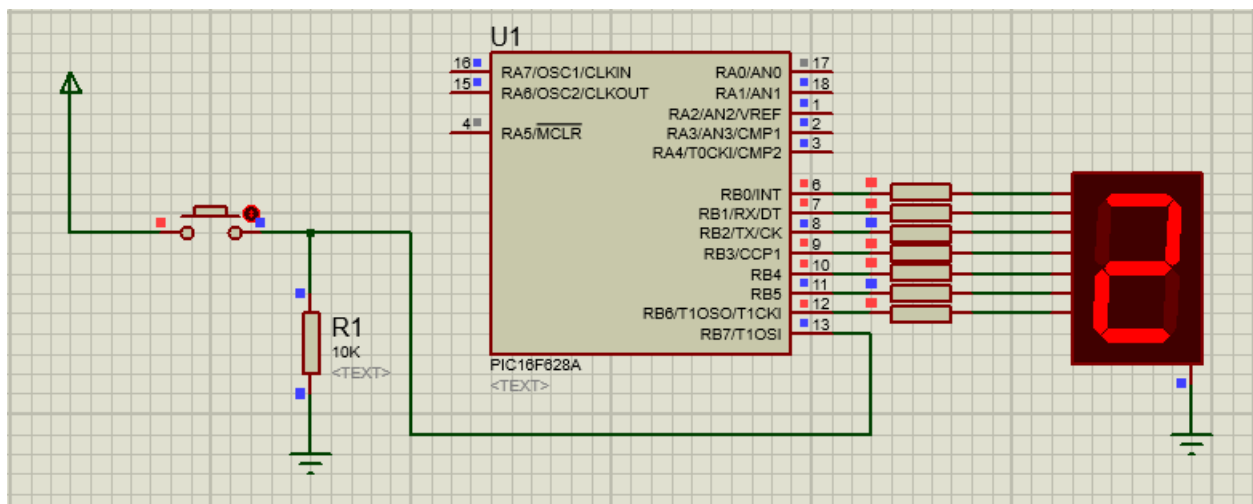 U1
16
RA7/OSC1/CLKIN
15
RA6/OSC2/CLKOUT
4
RA5/MCLR
RA0/AN0
17
RA1/AN1
18
RA2/AN2/VREF
1
RA3/AN3/CMP1
2
RA4/T0CKI/CMP2
3
RB0/INT
6
RB1/RX/DT
7
RB2/TX/CK
8
RB3/CCP1
9
RB4
10
RB5
11
RB6/T1OSO/T1CKI
12
RB7/T1OSI
13
PIC16F628A
<TEXT>
R1
10K
<TEXT>
2